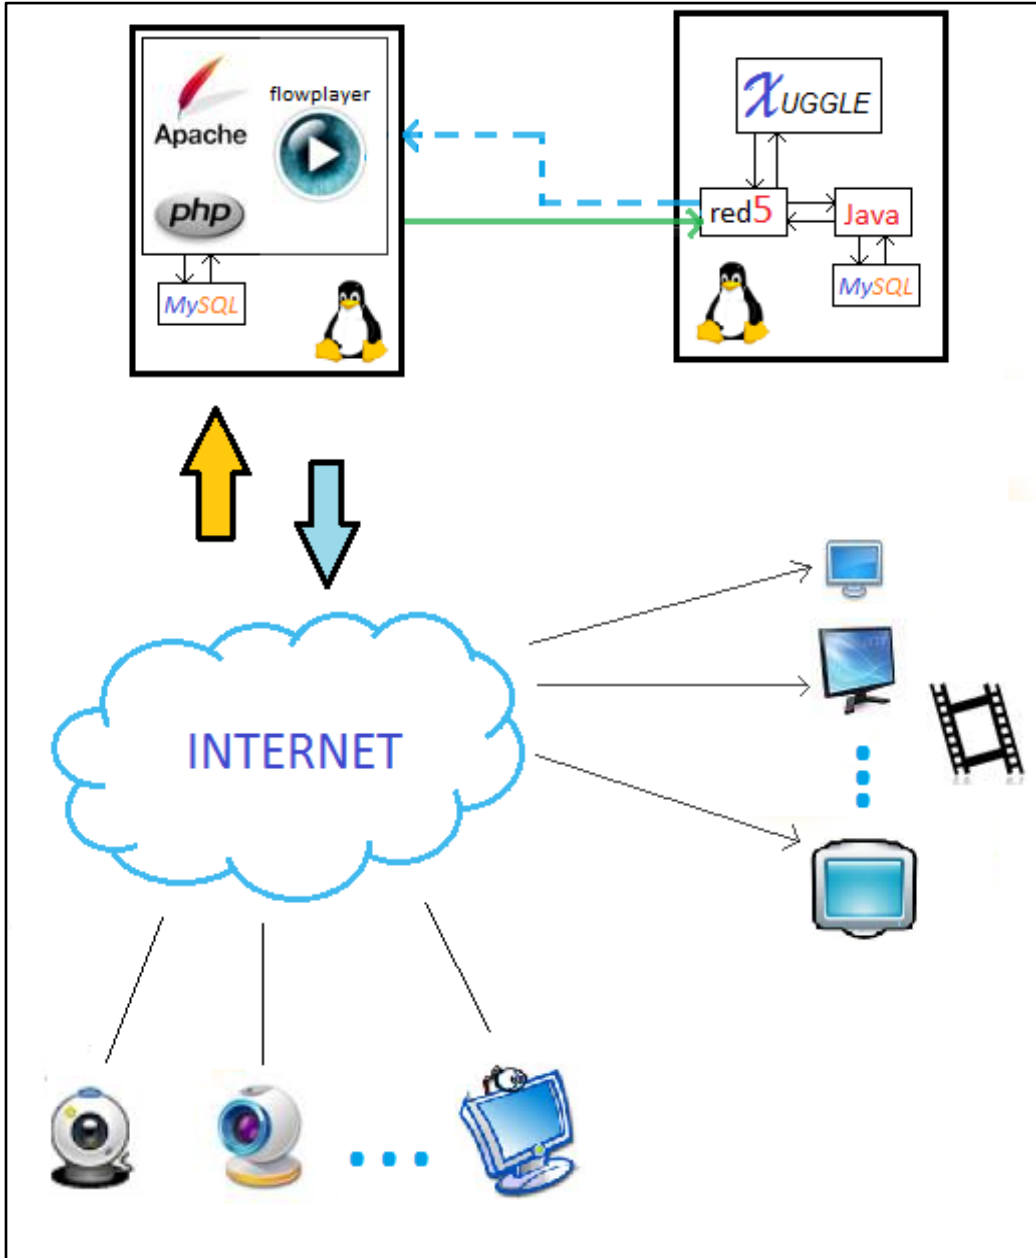 Apache
flowplayer
php
MySQL
XUGGLE
red5
Java
MySQL
INTERNET